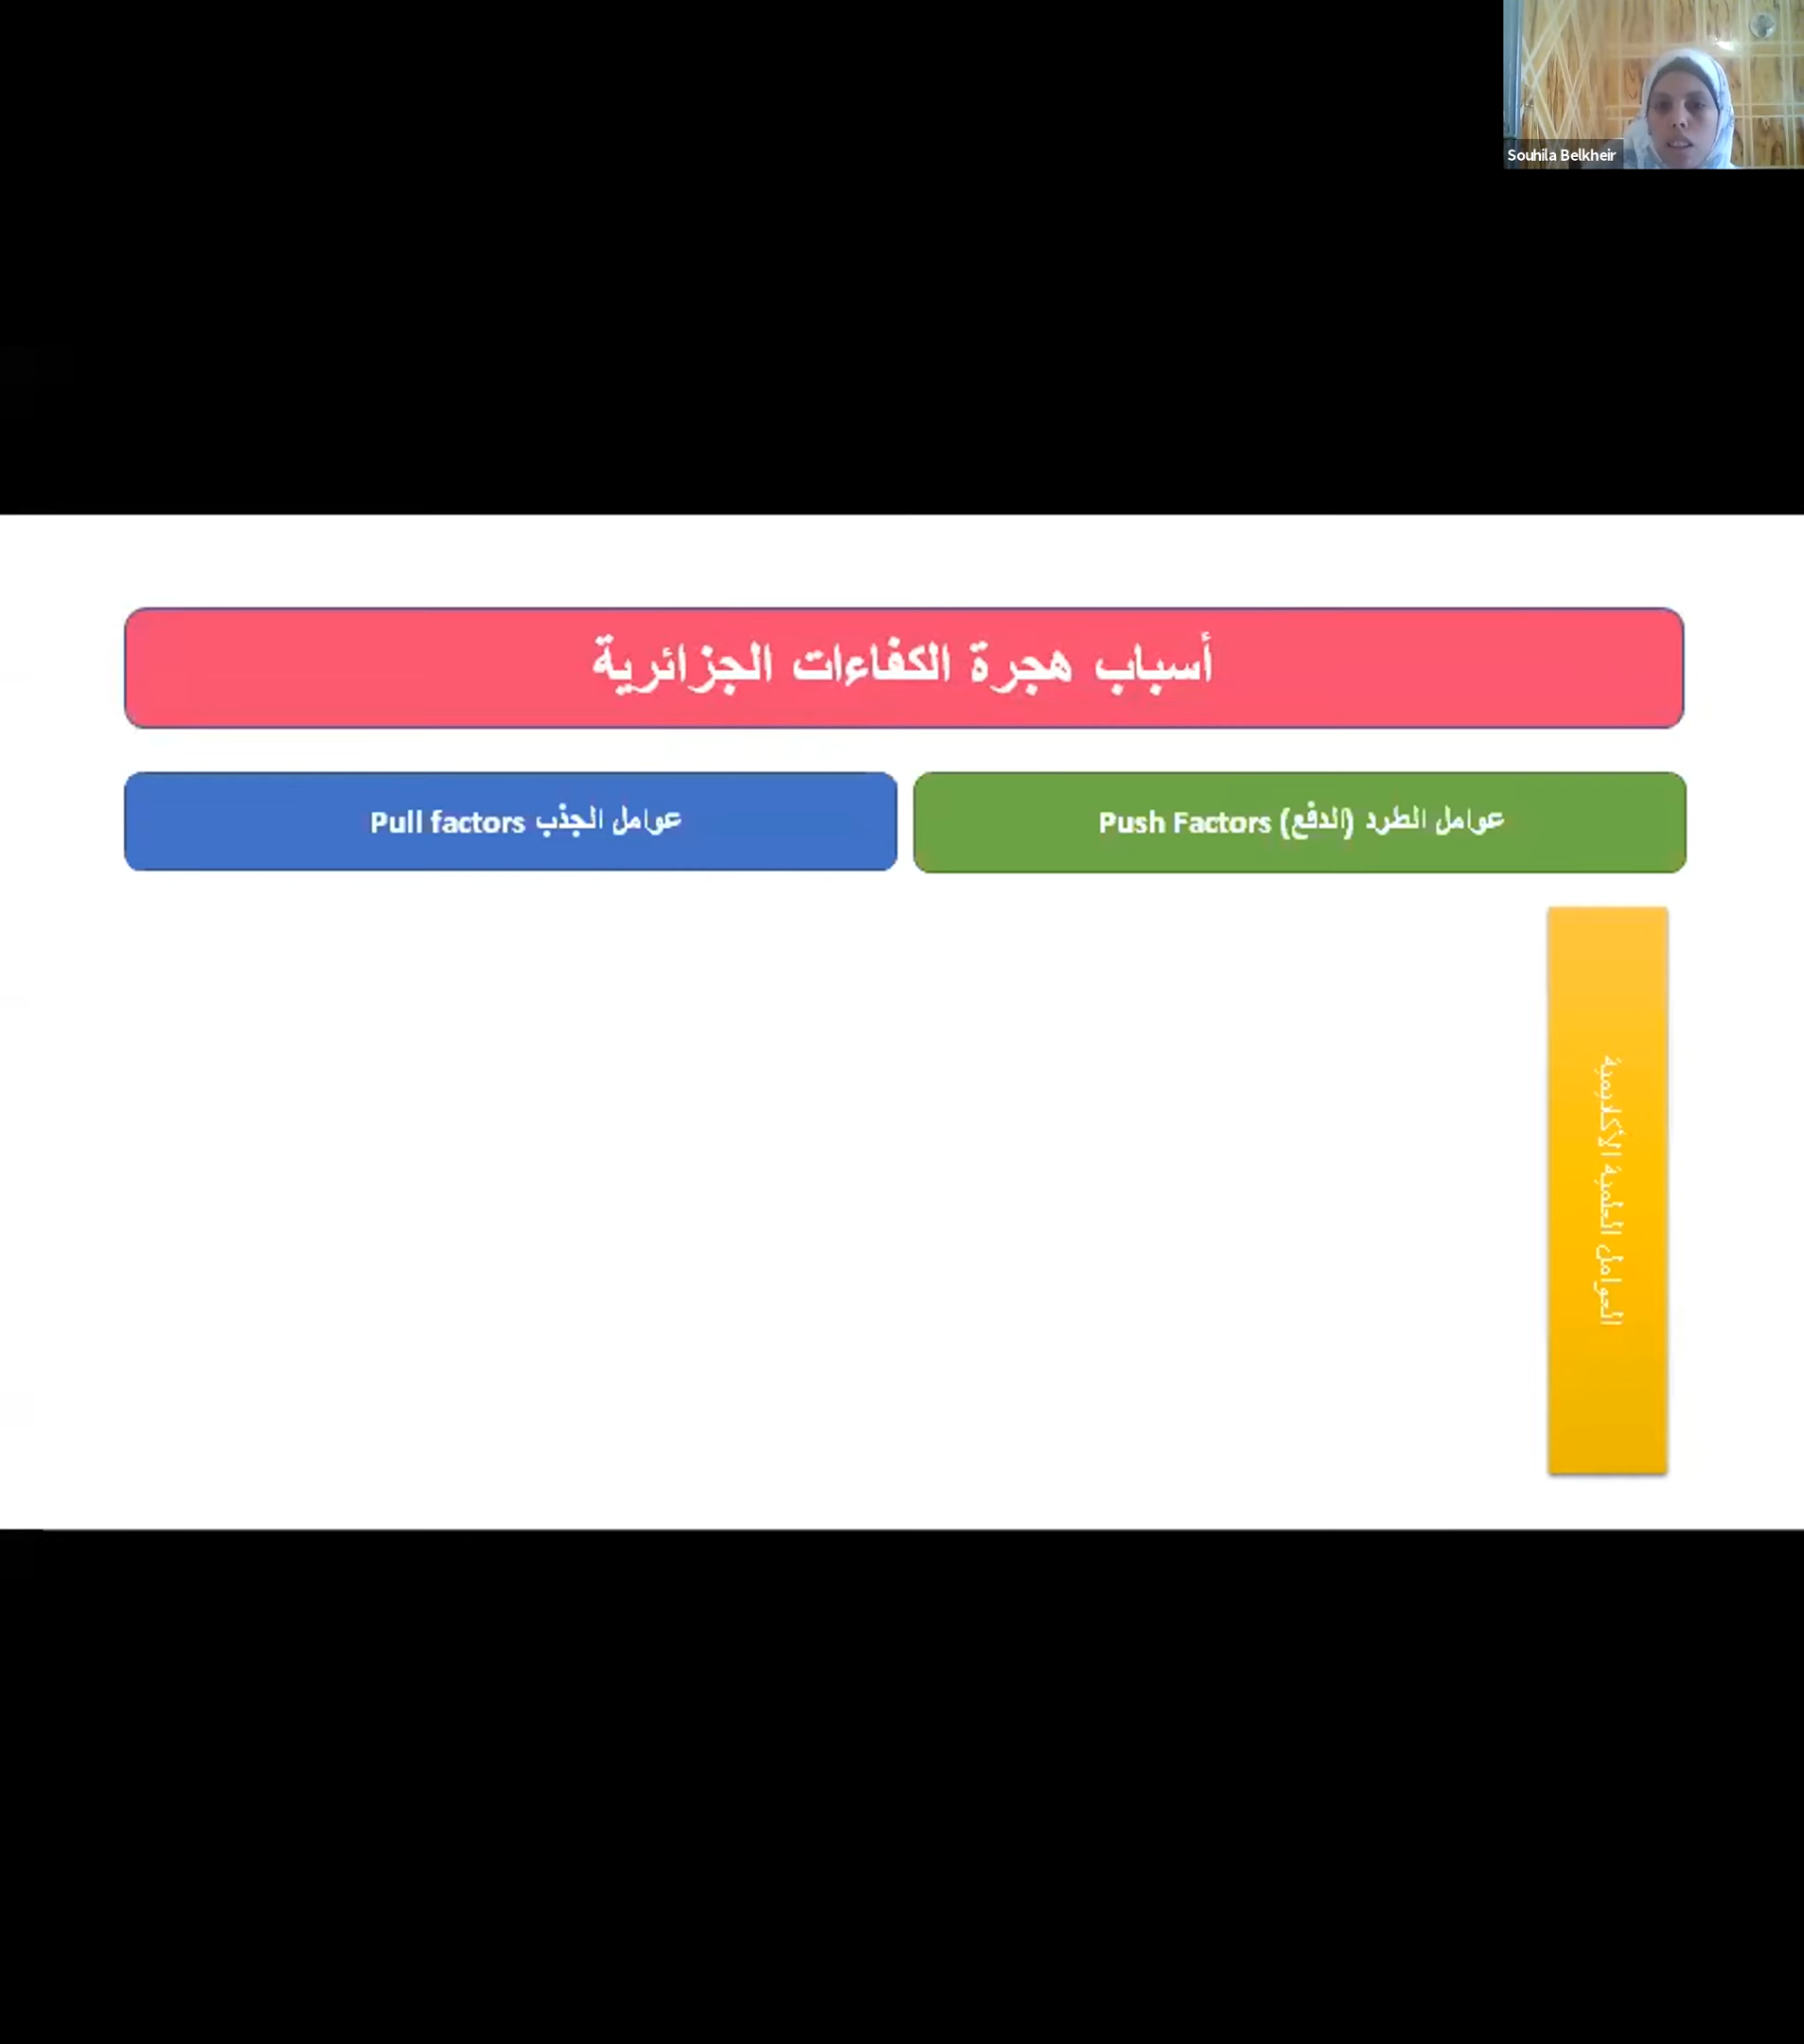 Souhila Belkheir
أسباب هجرة الكفاءات الجزائرية
عوامل الطرد (الدفع) Push Factors
عوامل الجذب Pull factors
العوامل العلمية الأكاديمية